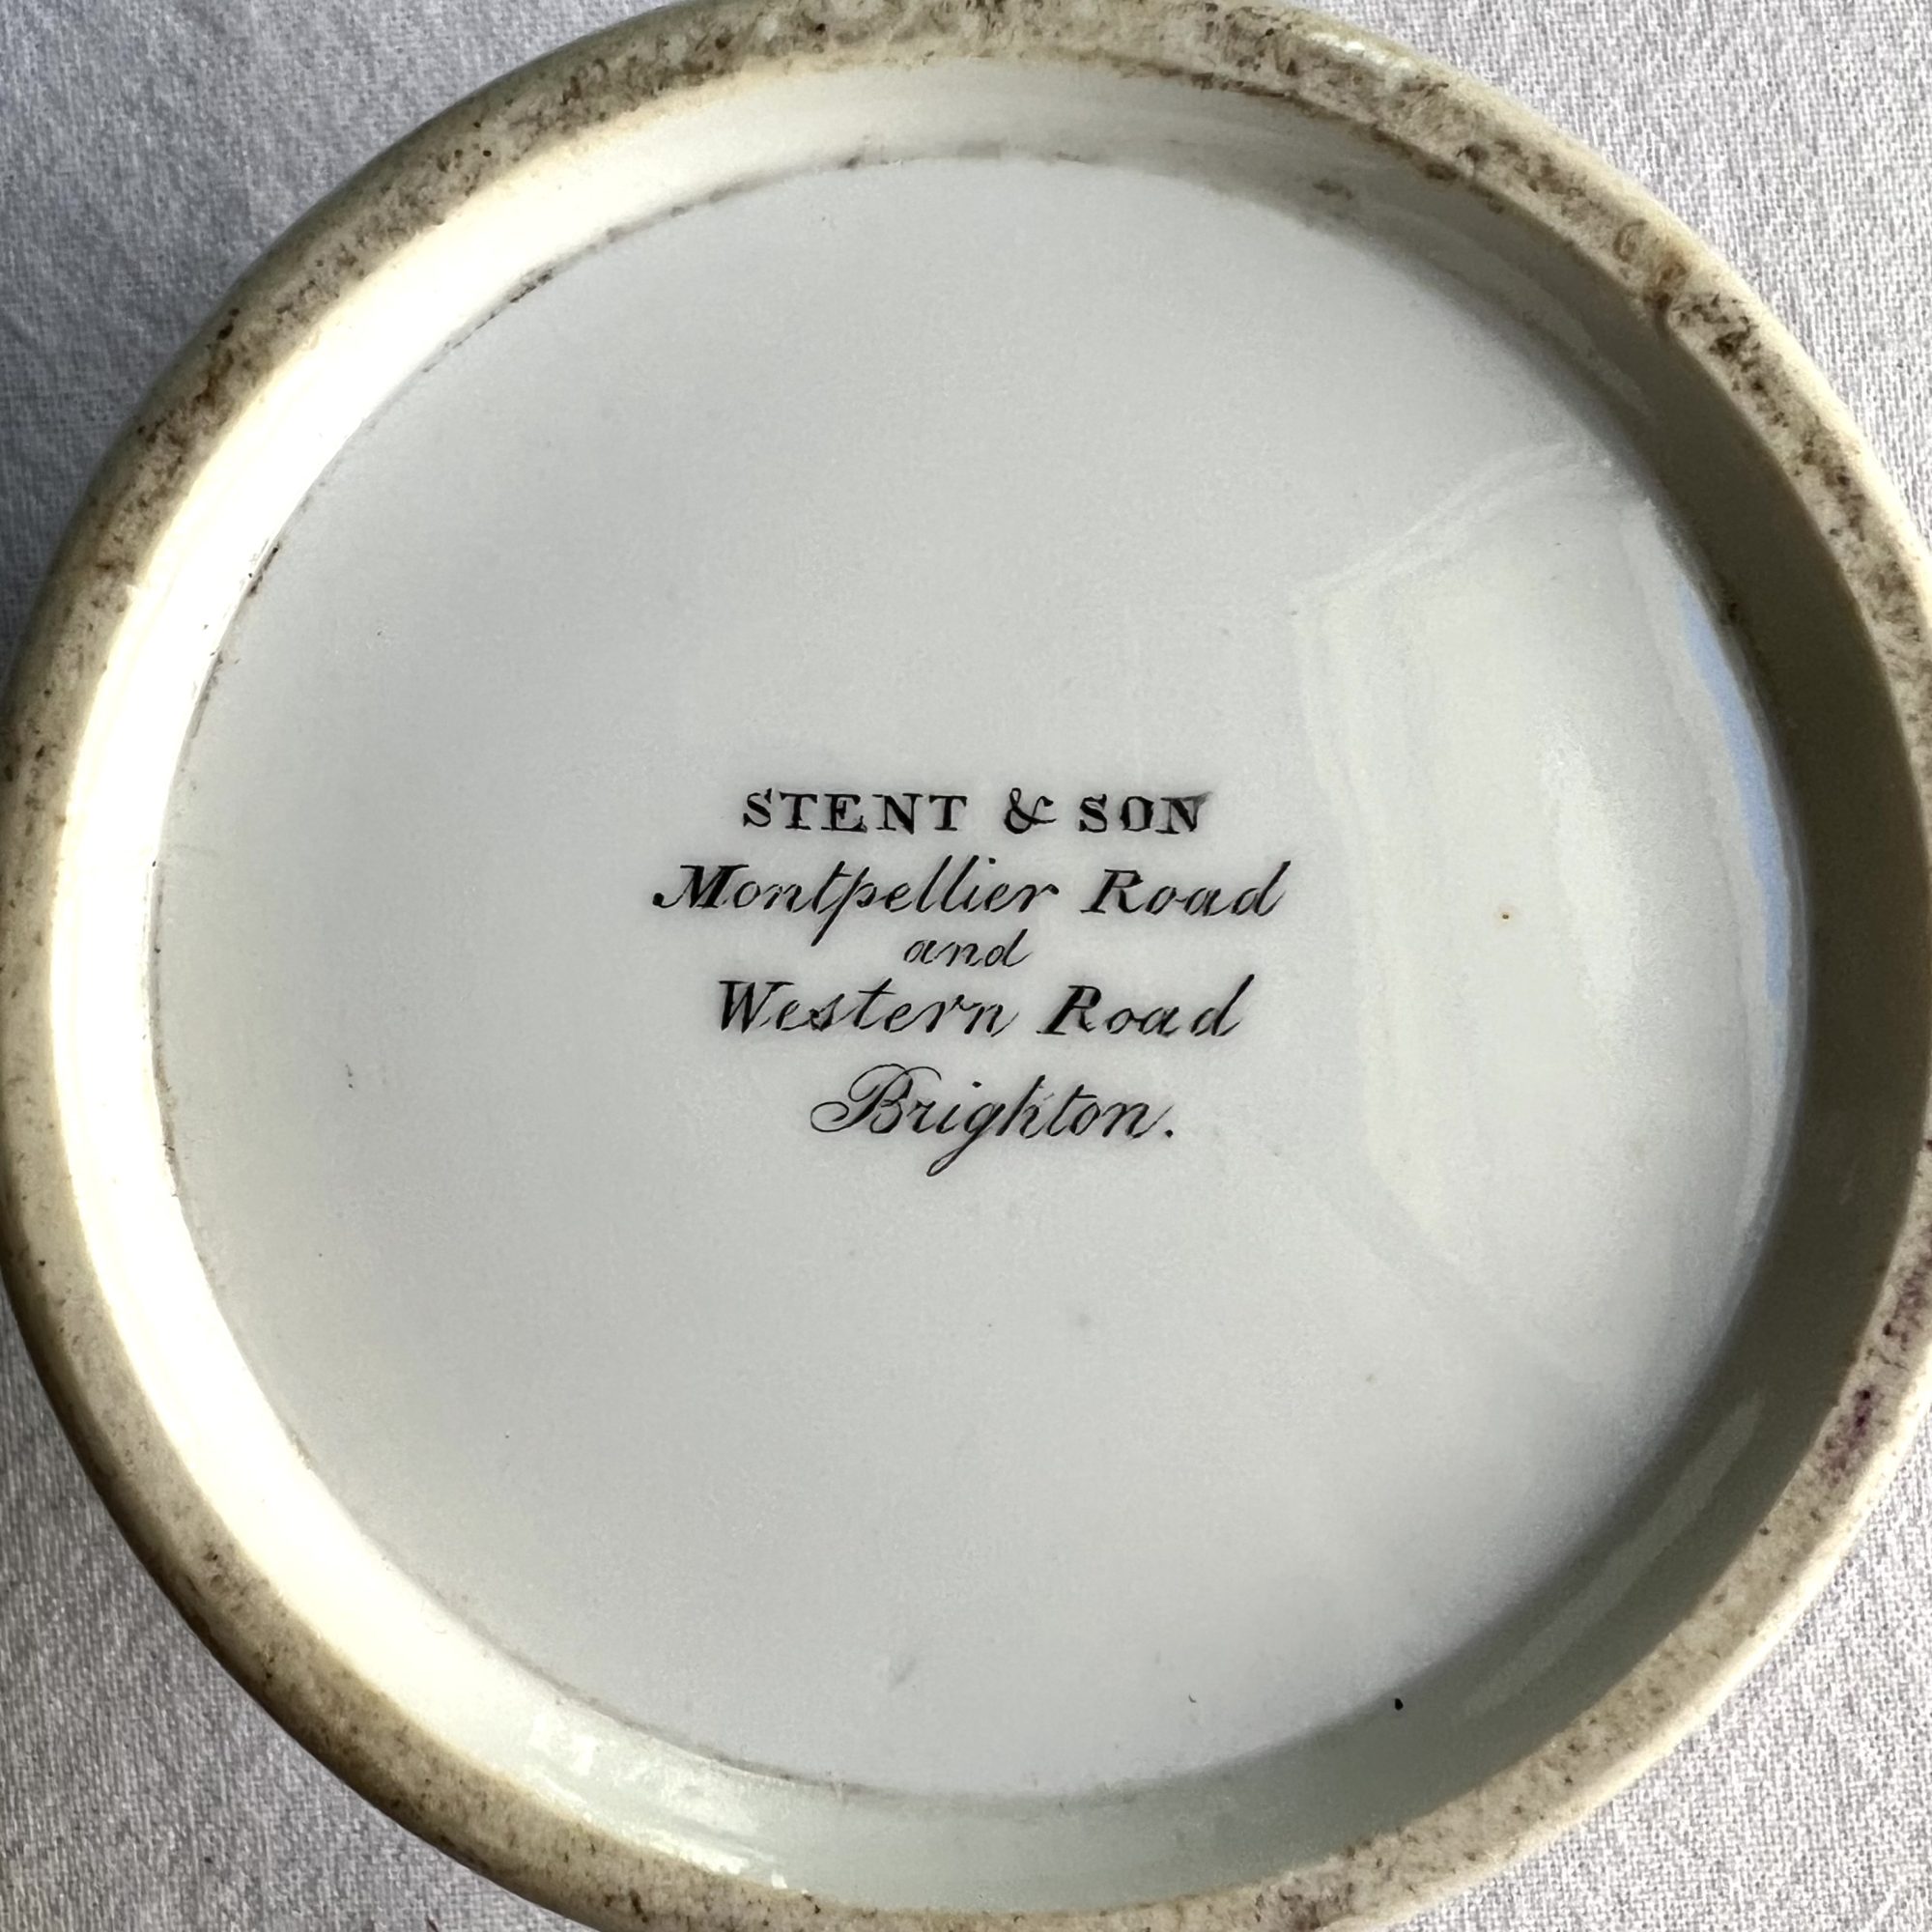 STENT & SON
Montpellier Road
and
Western Road
Brighton.